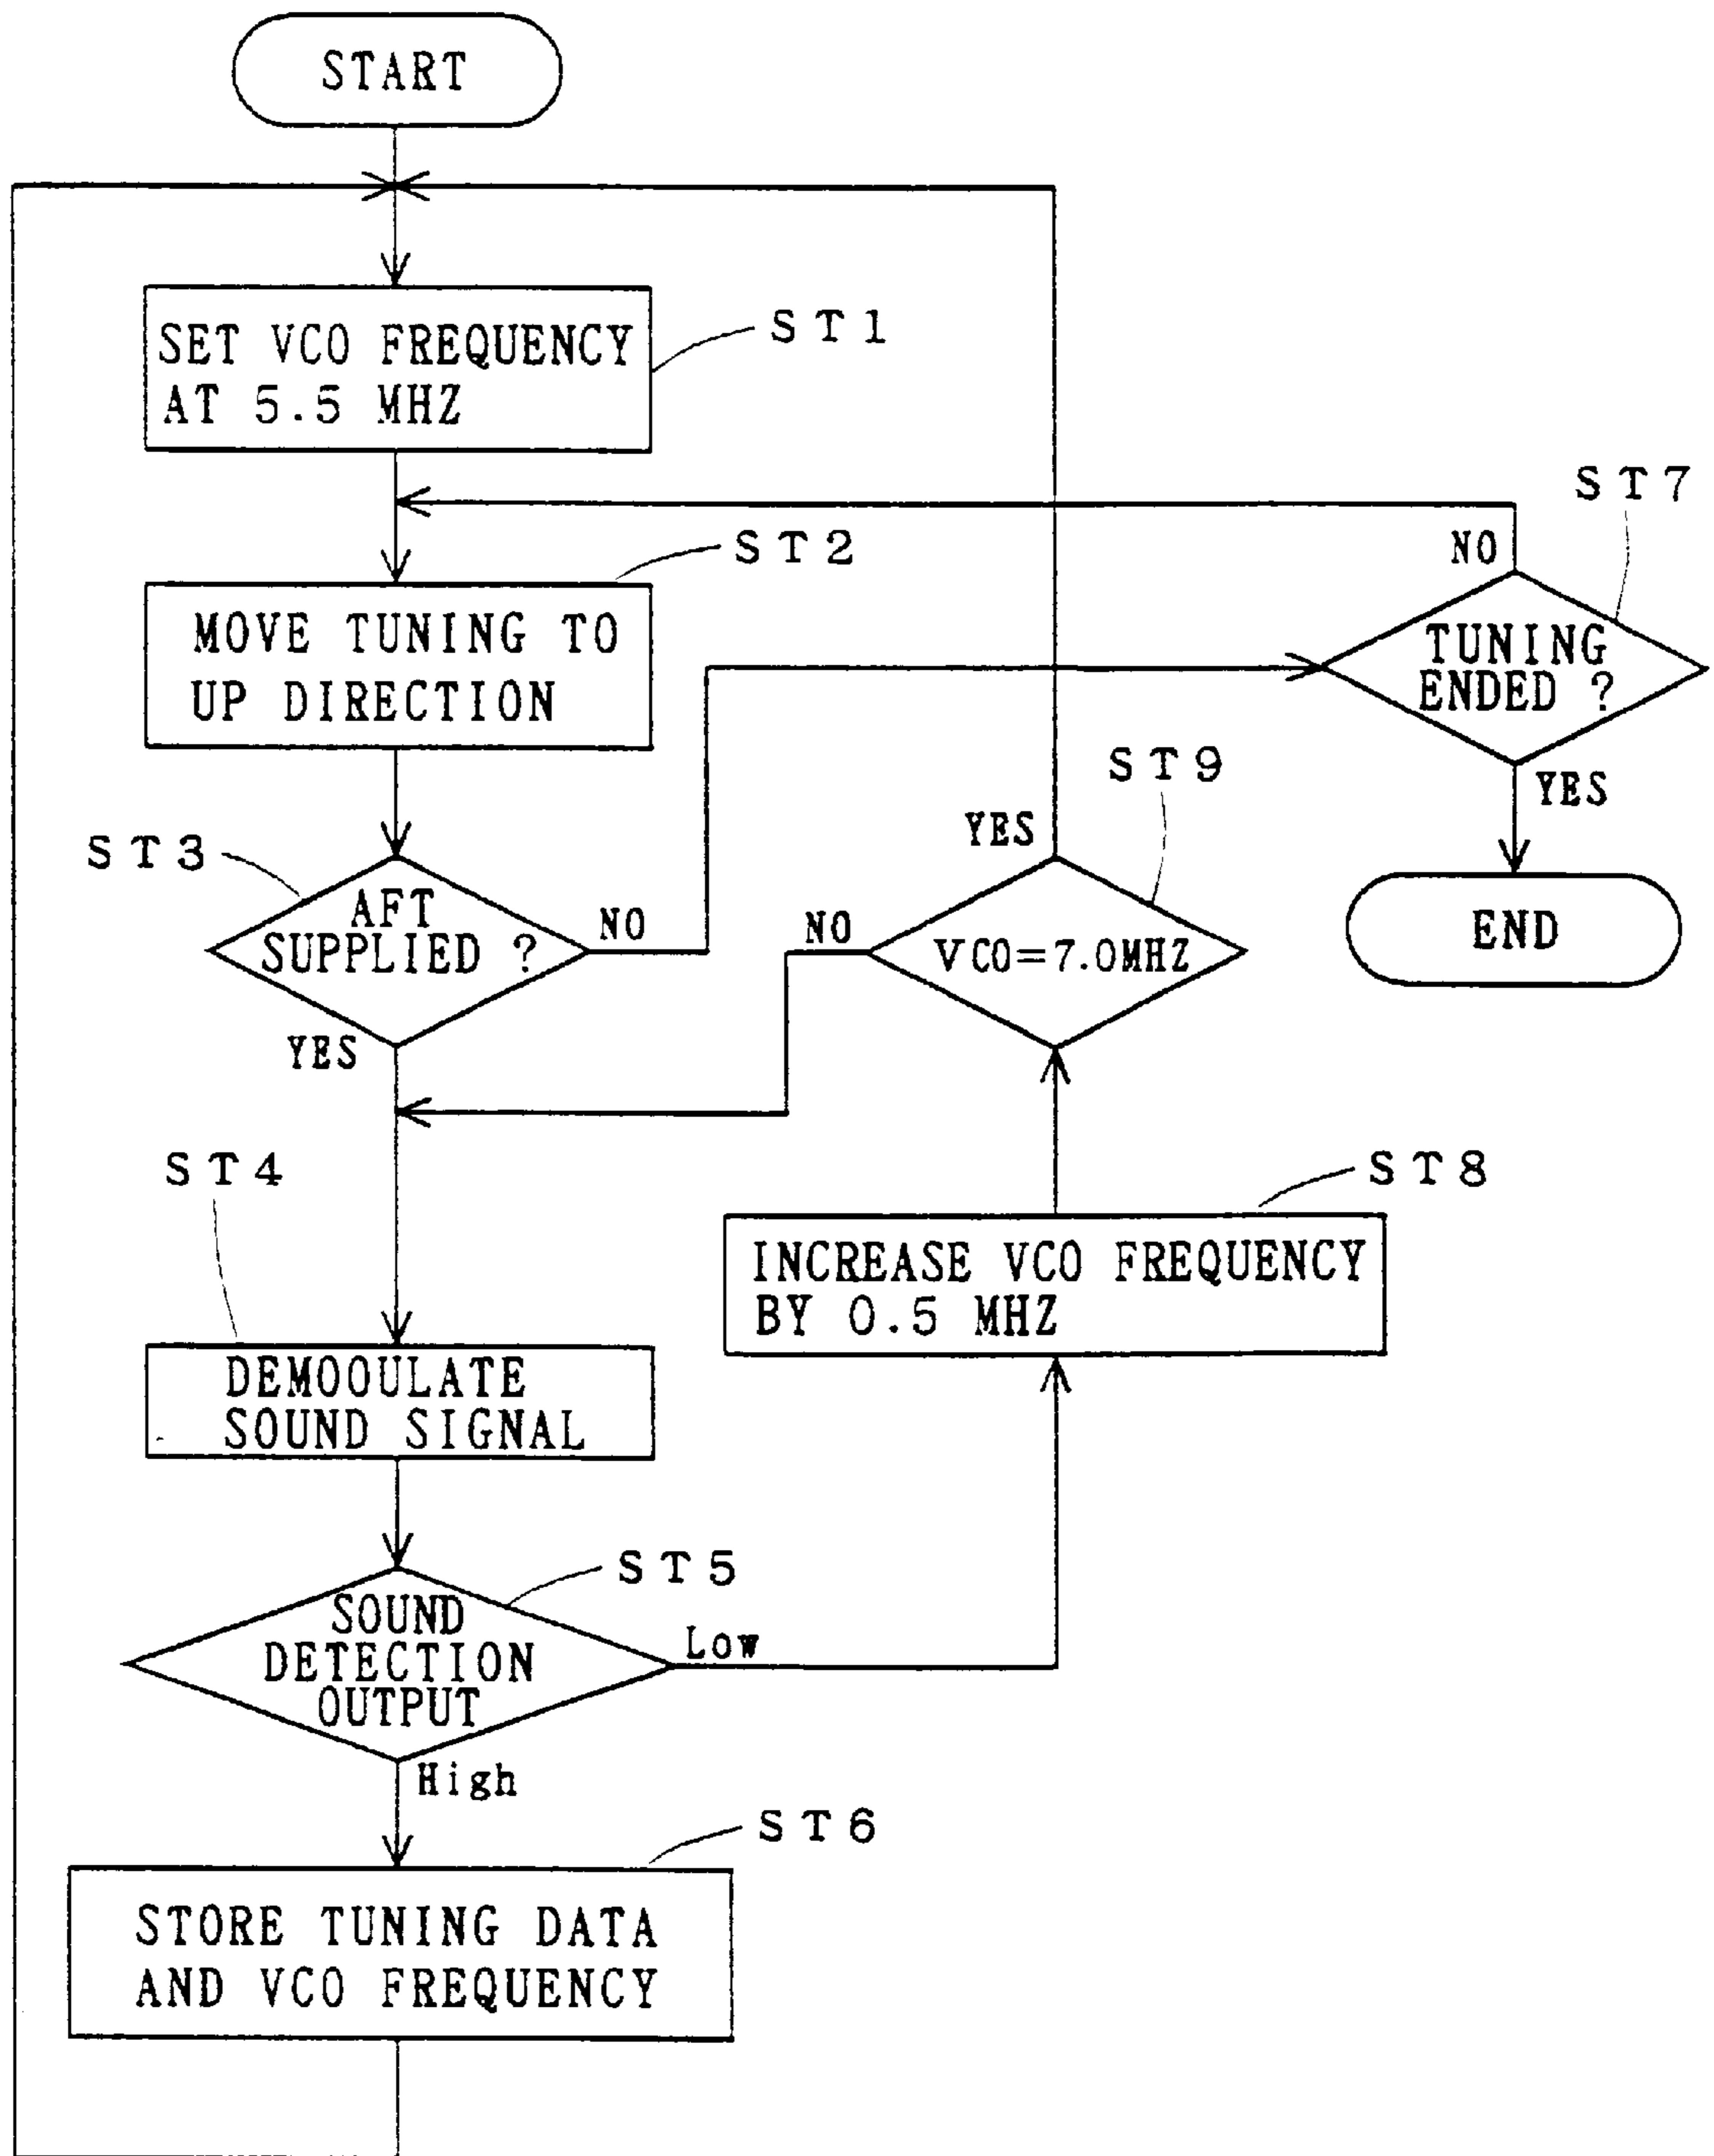 START
SET VCO FREQUENCY
AT 5.5 MHZ
ST1
ST7
NO
ST2
MOVE TUNING TO
UP DIRECTION
TUNING
ENDED ?
YES
ST9
YES
ST3
AFT
SUPPLIED ?
NO
NO
VCO=7.0MHZ
END
YES
ST4
ST8
INCREASE VCO FREQUENCY
BY 0.5 MHZ
DEMOOULATE
SOUND SIGNAL
ST5
SOUND
DETECTION
OUTPUT
Low
High
ST6
STORE TUNING DATA
AND VCO FREQUENCY